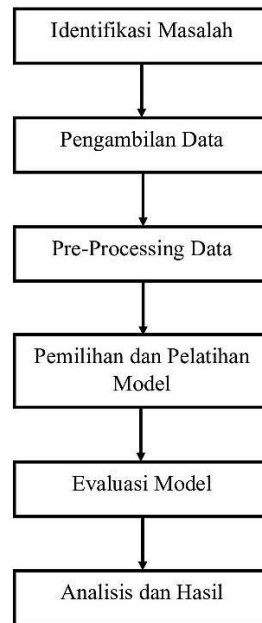 Identifikasi Masalah
Pengambilan Data
Pre-Processing Data
Pemilihan dan Pelatihan
Model
Evaluasi Model
Analisis dan Hasil